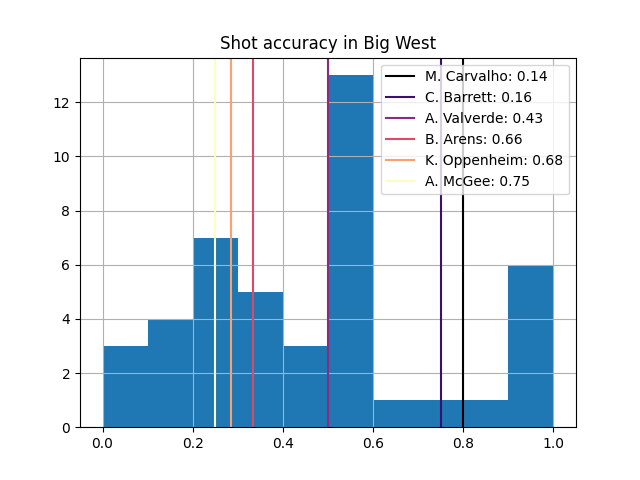 Shot accuracy in Big West
M. Carvalho: 0.14
C. Barrett: 0.16
A. Valverde: 0.43
B. Arens: 0.66
K. Oppenheim: 0.68
A. McGee: 0.75
12
10
8
6
4
2
0
0.0 0.2 0.4 0.6 0.8 1.0